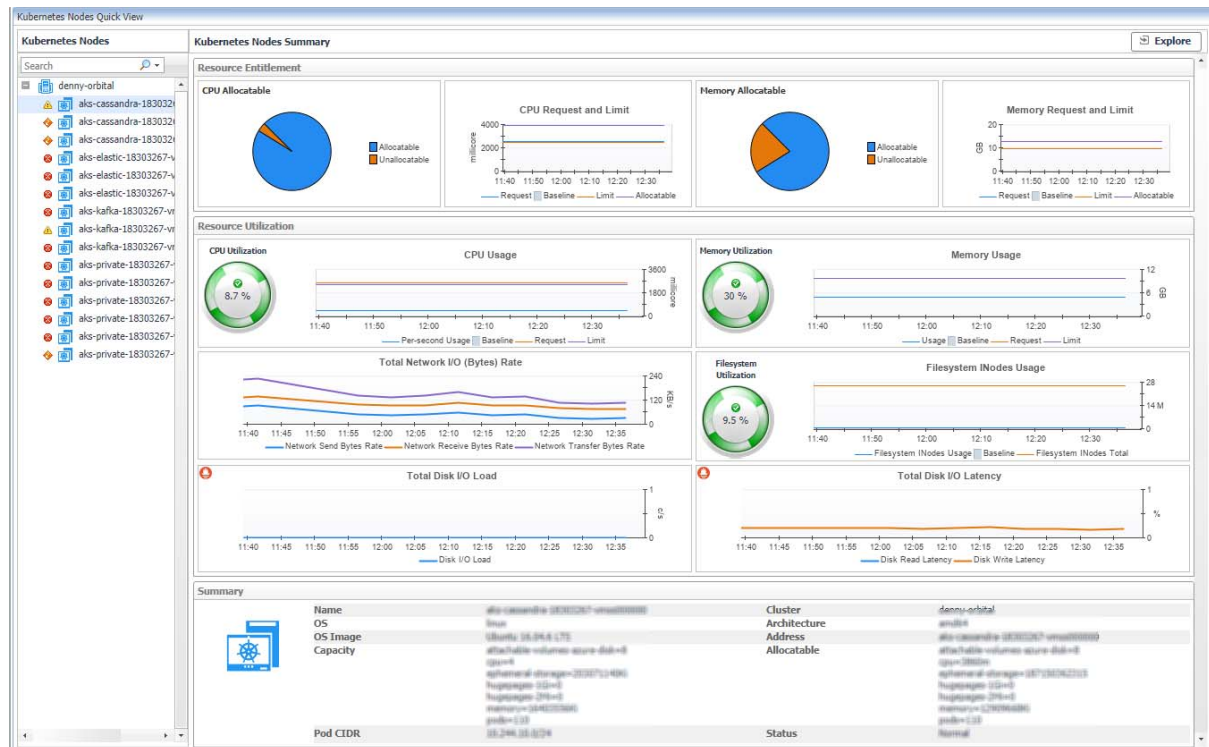 Kubernetes Nodes Quick View
Kubernetes Nodes
Search
denny-orbital
aks-cassandra-183032
aks-cassandra-183032
aks-cassandra-183032
aks-elastic-18303267-v
aks-elastic-18303267-v
aks-elastic-18303267-v
aks-kafka-18303267-vr
aks-kafka-18303267-vr
aks-kafka-18303267-vr
aks-private-18303267-
aks-private-18303267-
aks-private-18303267-
aks-private-18303267-
aks-private-18303267-
aks-private-18303267-
Kubernetes Nodes Summary
Explore
Resource Entitlement
CPU Allocatable
Allocatable
Unallocatable
CPU Request and Limit
4000
2000
0
millicore
11:40 11:50 12:00 12:10 12:20 12:30
Request Baseline Limit Allocatable
Memory Allocatable
Allocatable
Unallocatable
Memory Request and Limit
20
10
0
GB
11:40 11:50 12:00 12:10 12:20 12:30
Request Baseline Limit Allocatable
Resource Utilization
CPU Utilization
8.7 %
CPU Usage
3600
1800
0
millicore
11:40 11:50 12:00 12:10 12:20 12:30
Per-second Usage Baseline Request Limit
Memory Utilization
30 %
Memory Usage
12
6
0
GB
11:40 11:50 12:00 12:10 12:20 12:30
Usage Baseline Request Limit
Total Network I/O (Bytes) Rate
240
120
0
KB/s
11:40 11:45 11:50 11:55 12:00 12:05 12:10 12:15 12:20 12:25 12:30 12:35
Network Send Bytes Rate Network Receive Bytes Rate Network Transfer Bytes Rate
Filesystem
Utilization
9.5 %
Filesystem INodes Usage
28
14 M
0
11:40 11:50 12:00 12:10 12:20 12:30
Filesystem INodes Usage Baseline Filesystem INodes Total
Total Disk I/O Load
1
0
c/s
11:40 11:45 11:50 11:55 12:00 12:05 12:10 12:15 12:20 12:25 12:30 12:35
Disk I/O Load
Total Disk I/O Latency
1
0
%
11:40 11:45 11:50 11:55 12:00 12:05 12:10 12:15 12:20 12:25 12:30 12:35
Disk Read Latency Disk Write Latency
Summary
Name Cluster denny-orbital
OS Architecture
OS Image Address
Capacity Allocatable
Pod CIDR Status